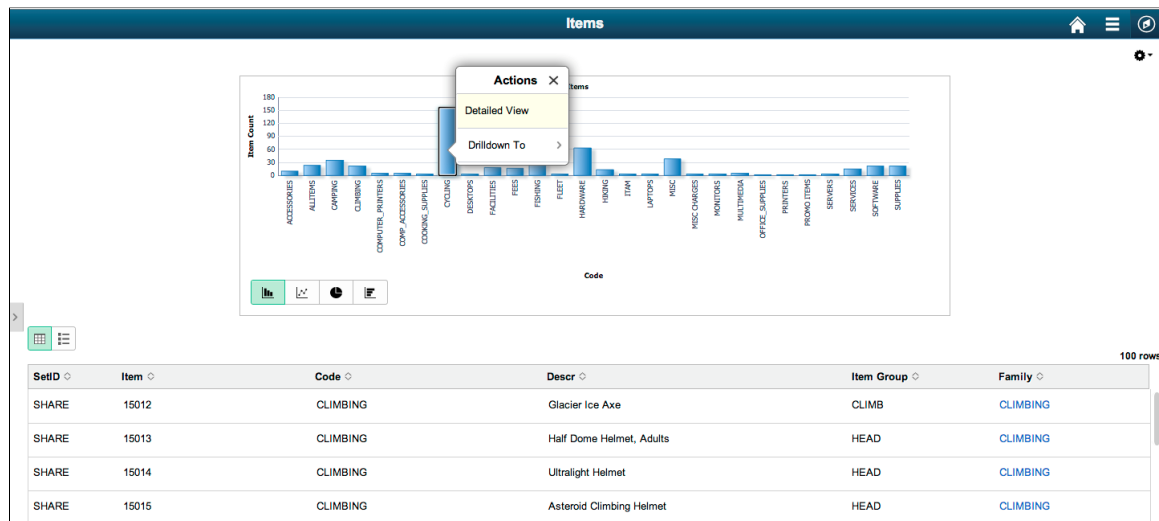 Items
Actions
Detailed View
Drilldown To
Items
Item Count
180
150
120
90
60
30
0
ACCESSORIES
ALLITEMS
CAMPING
CLIMBING
COMPUTER_PRINTERS
COMP_ACCESSORIES
COOKING_SUPPLIES
CYCLING
DESKTOPS
FACILITIES
FEES
FISHING
FLEET
HARDWARE
HIKING
ITAM
LAPTOPS
MISC
MISC CHARGES
MONITORS
MULTIMEDIA
OFFICE_SUPPLIES
PRINTERS
PROMO ITEMS
SERVERS
SERVICES
SOFTWARE
SUPPLIES
Code
100 rows
SetID Item Code Descr Item Group Family
SHARE 15012 CLIMBING Glacier Ice Axe CLIMB CLIMBING
SHARE 15013 CLIMBING Half Dome Helmet, Adults HEAD CLIMBING
SHARE 15014 CLIMBING Ultralight Helmet HEAD CLIMBING
SHARE 15015 CLIMBING Asteroid Climbing Helmet HEAD CLIMBING